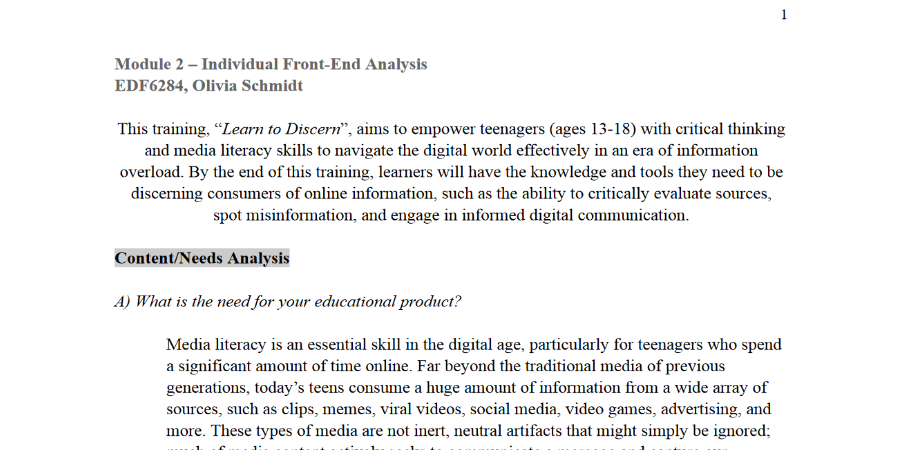 1
Module 2 – Individual Front-End Analysis
EDF6284, Olivia Schmidt
This training, “Learn to Discern”, aims to empower teenagers (ages 13-18) with critical thinking
and media literacy skills to navigate the digital world effectively in an era of information
overload. By the end of this training, learners will have the knowledge and tools they need to be
discerning consumers of online information, such as the ability to critically evaluate sources,
spot misinformation, and engage in informed digital communication.
Content/Needs Analysis
A) What is the need for your educational product?
Media literacy is an essential skill in the digital age, particularly for teenagers who spend
a significant amount of time online. Far beyond the traditional media of previous
generations, today’s teens consume a huge amount of information from a wide array of
sources, such as clips, memes, viral videos, social media, video games, advertising, and
more. These types of media are not inert, neutral artifacts that might simply be ignored;